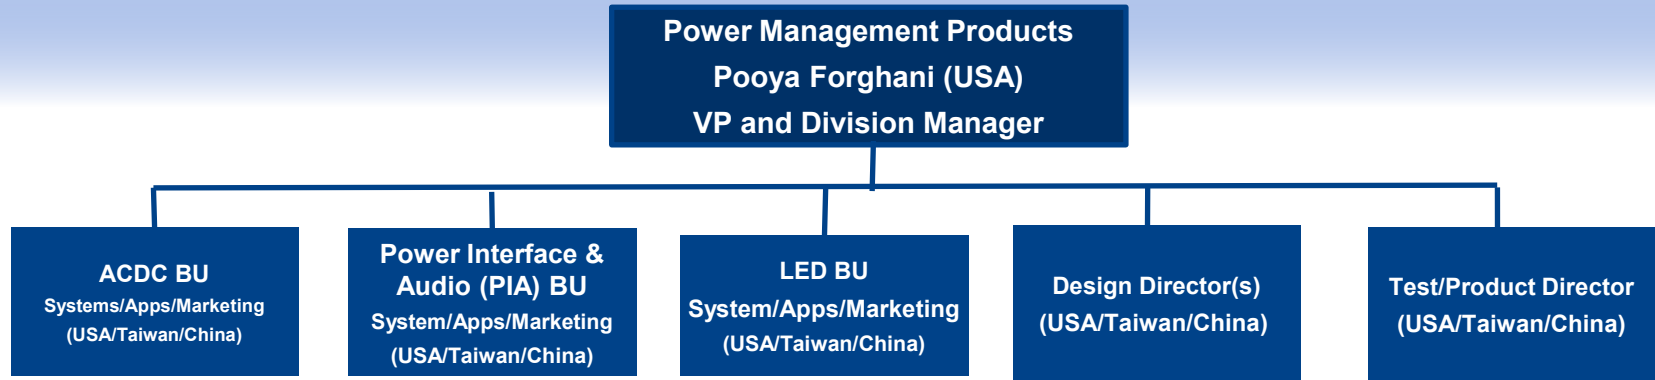 Power Management Products
Pooya Forghani (USA)
VP and Division Manager
ACDC BU
Systems/Apps/Marketing
(USA/Taiwan/China)
Power Interface &
Audio (PIA) BU
System/Apps/Marketing
(USA/Taiwan/China)
LED BU
System/Apps/Marketing
(USA/Taiwan/China)
Design Director(s)
(USA/Taiwan/China)
Test/Product Director
(USA/Taiwan/China)